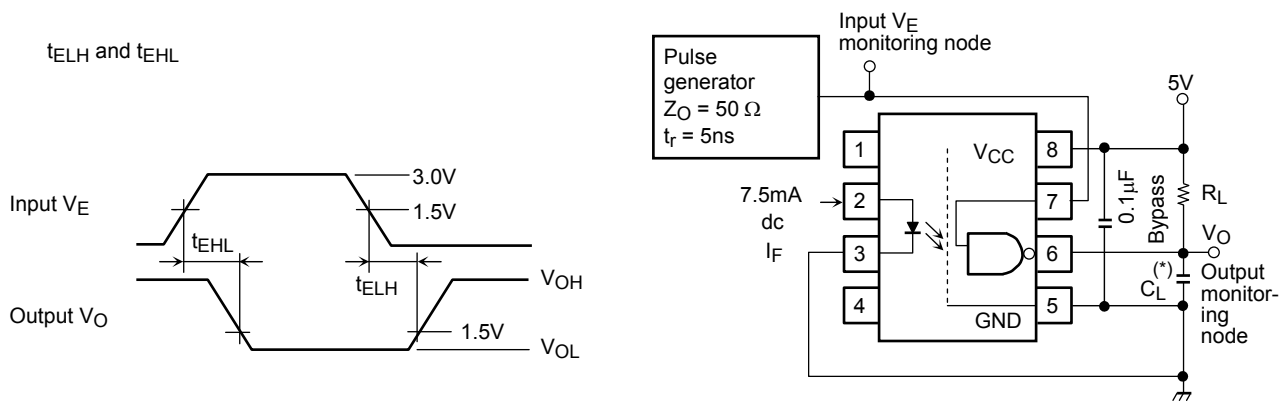 tELH and tEHL
Input VE
3.0V
1.5V
tEHL
tELH
Output VO
VOH
1.5V
VOL
Input VE
monitoring node
Pulse
generator
ZO = 50 Ω
tr = 5ns
5V
1
2
3
4
VCC
GND
8
7
6
5
7.5mA
dc
IF
0.1μF
Bypass
RL
VO
(*)
CL
Output
monitor-
ing
node